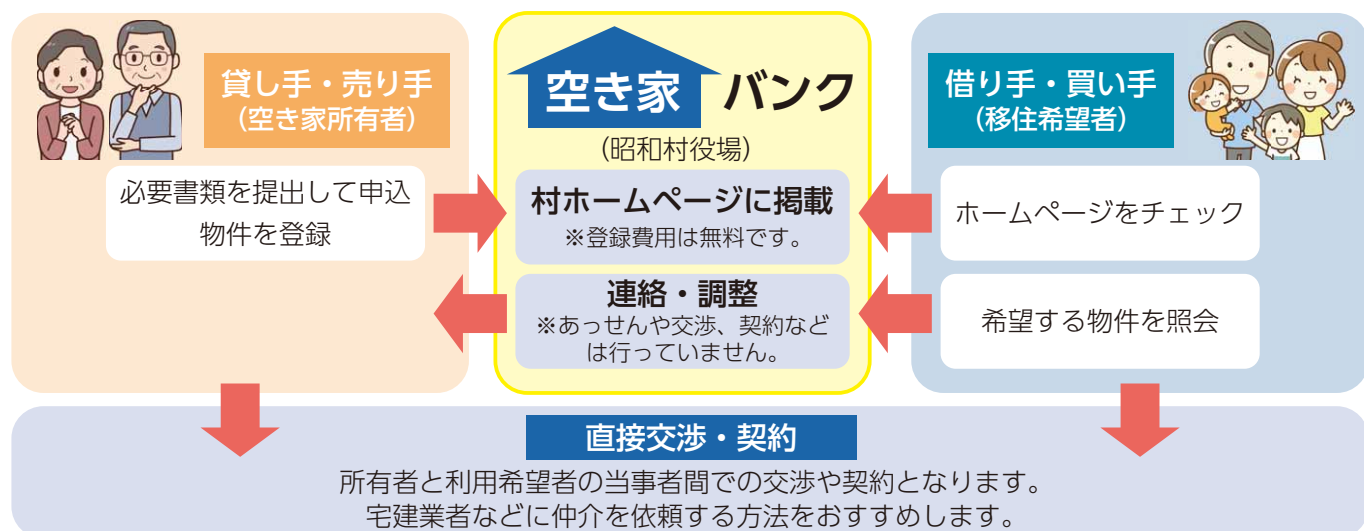 貸し手・売り手
(空き家所有者)
必要書類を提出して申込
物件を登録
空き家 バンク
(昭和村役場)
村ホームページに掲載
※登録費用は無料です。
連絡・調整
※あっせんや交渉、契約など
は行っていません。
借り手・買い手
(移住希望者)
ホームページをチェック
希望する物件を照会
直接交渉・契約
所有者と利用希望者の当事者間での交渉や契約となります。
宅建業者などに仲介を依頼する方法をおすすめします。